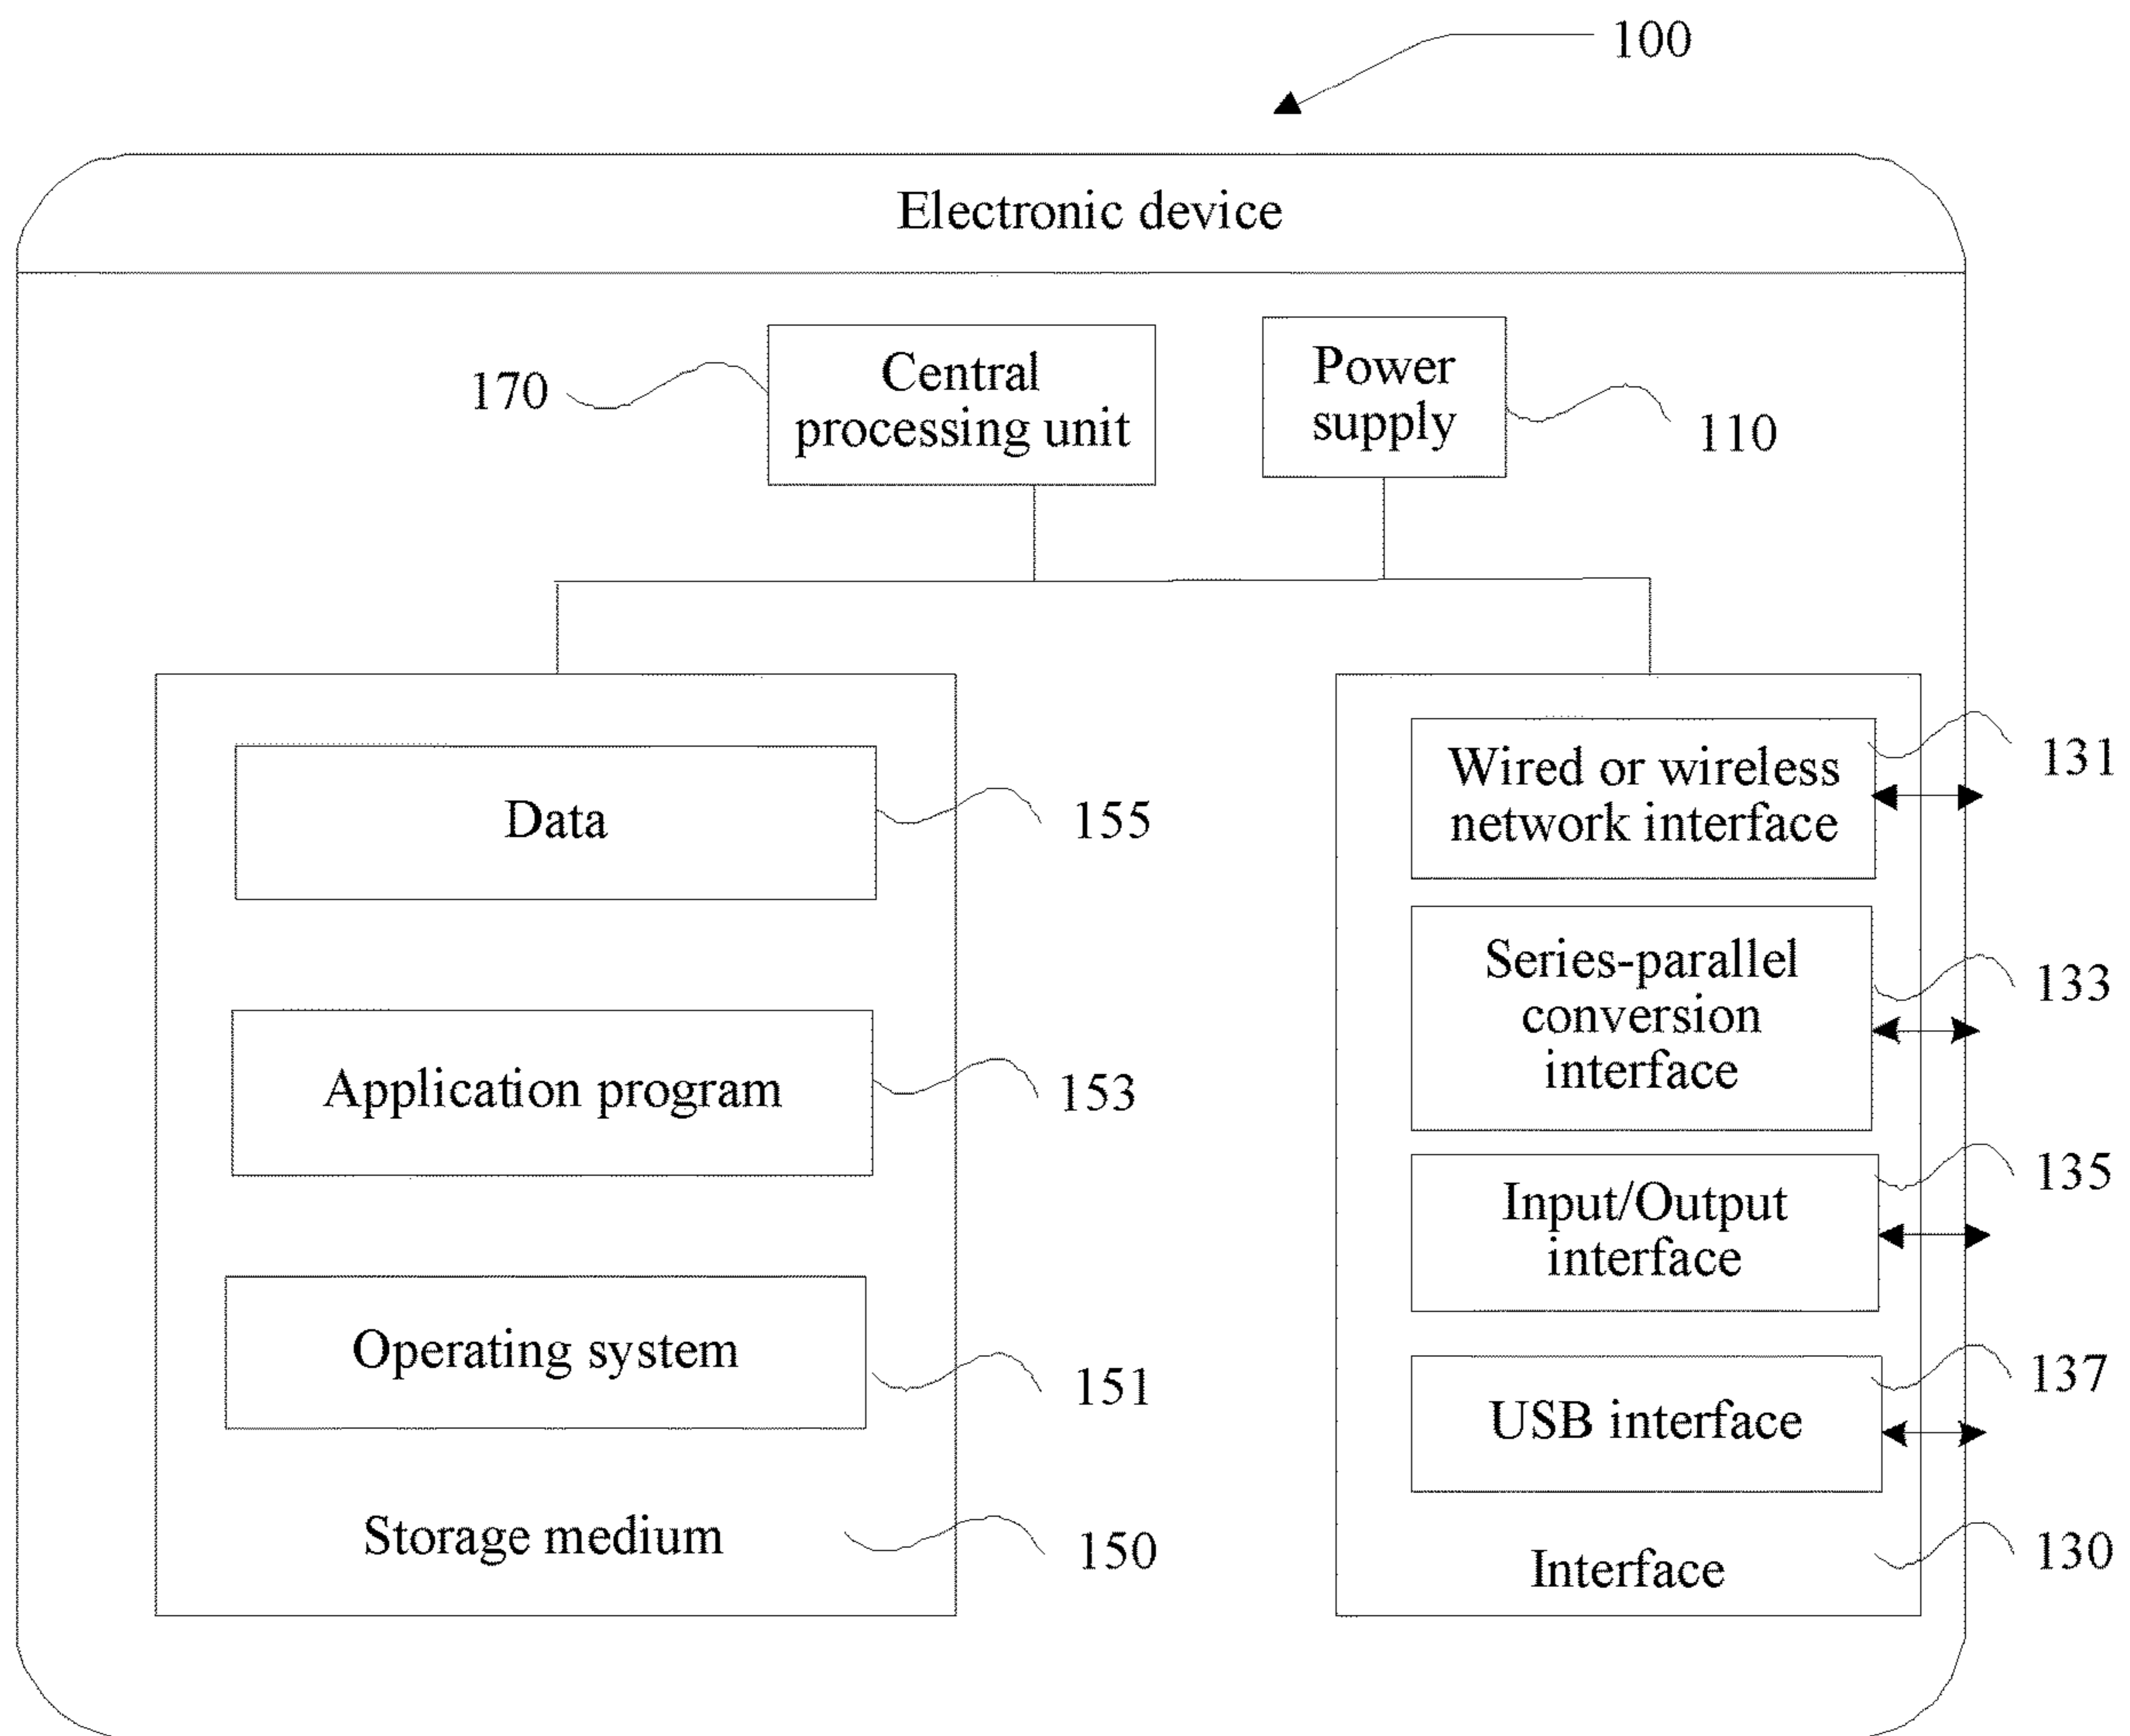 100
Electronic device
170
Central
processing unit
Power
supply
110
Data
155
Application program
153
Operating system
151
Storage medium
150
Wired or wireless
network interface
131
Series-parallel
conversion
interface
133
Input/Output
interface
135
USB interface
137
Interface
130